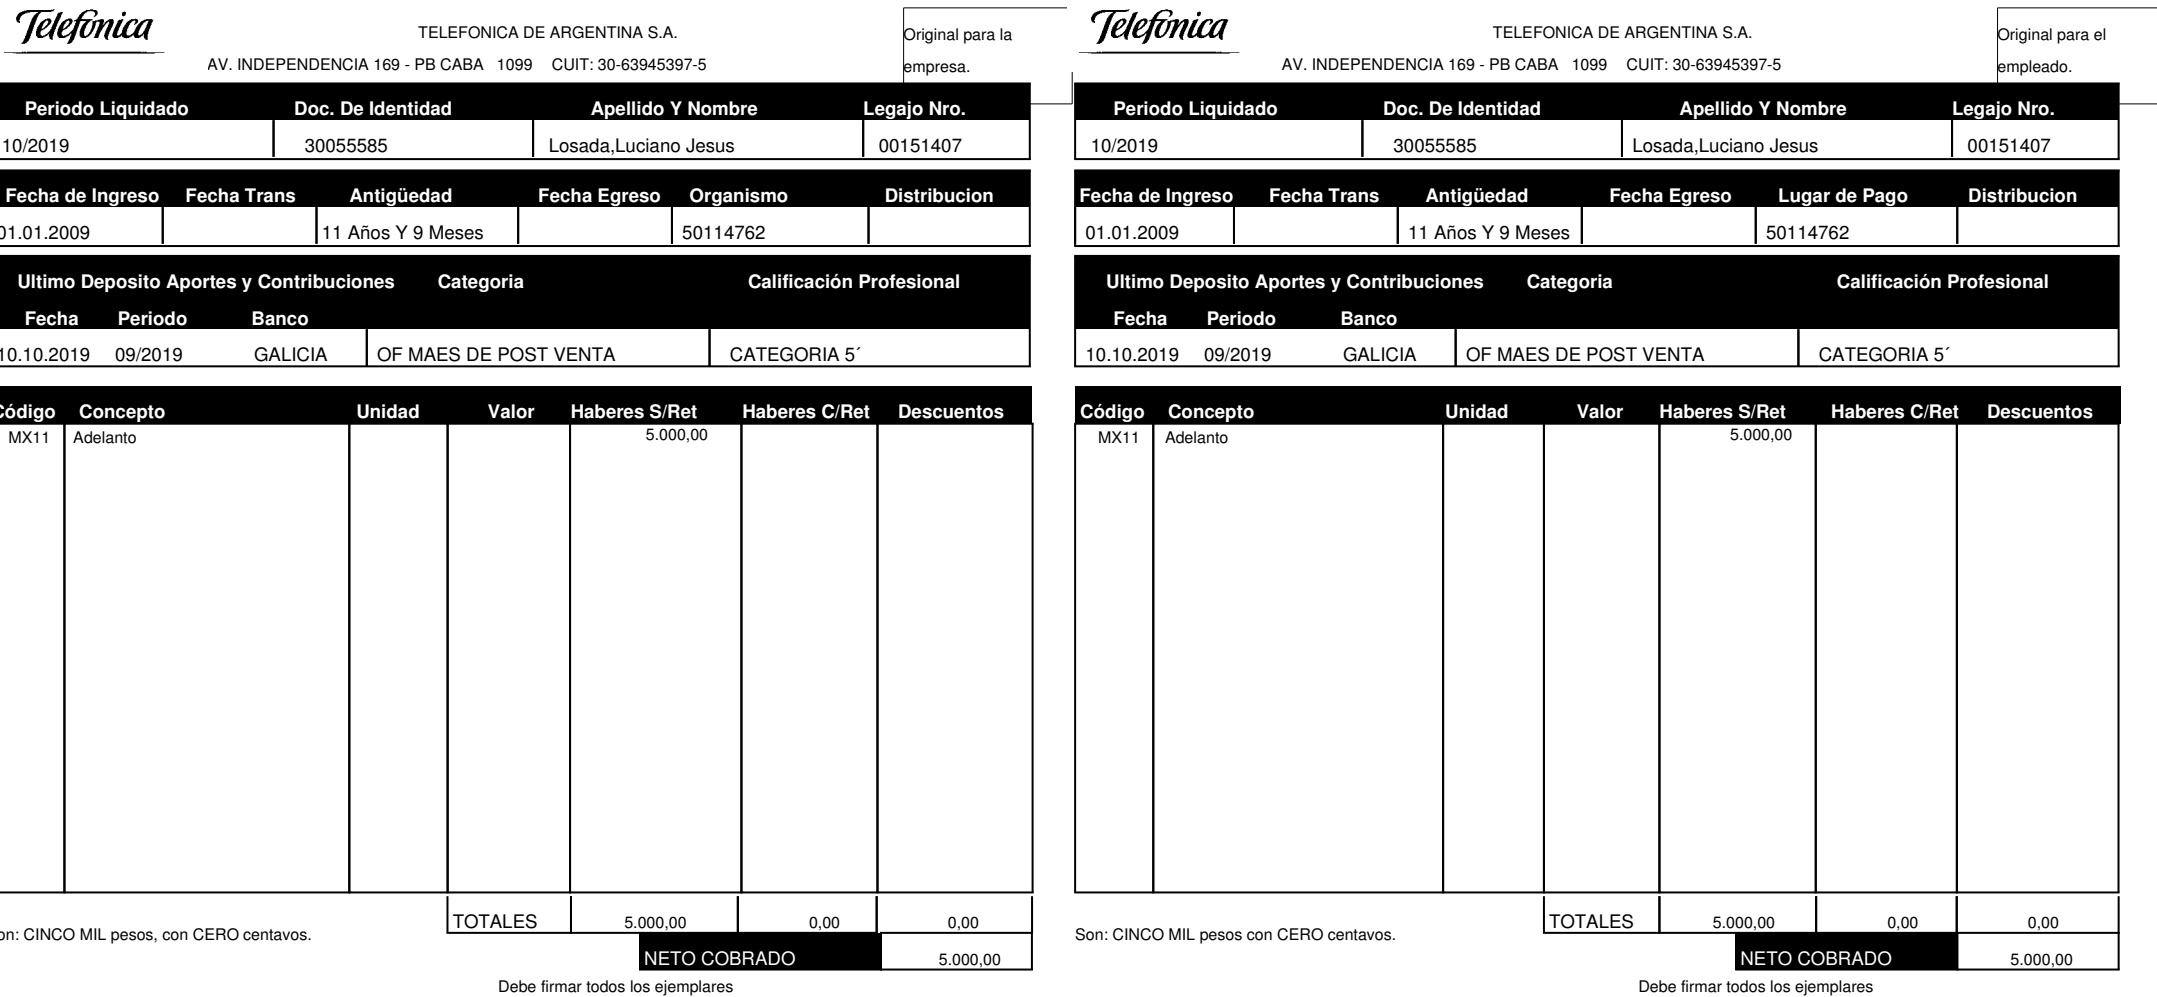 Telefónica
TELEFONICA DE ARGENTINA S.A.
Original para la
AV. INDEPENDENCIA 169 - PB CABA 1099 CUIT: 30-63945397-5
empresa.
Periodo Liquidado Doc. De Identidad Apellido Y Nombre Legajo Nro.
10/2019 30055585 Losada,Luciano Jesus 00151407
Fecha de Ingreso Fecha Trans Antigüedad Fecha Egreso Organismo Distribucion
01.01.2009 11 Años Y 9 Meses 50114762
Ultimo Deposito Aportes y Contribuciones Categoria Calificación Profesional
Fecha Periodo Banco
10.10.2019 09/2019 GALICIA OF MAES DE POST VENTA CATEGORIA 5´
Código Concepto Unidad Valor Haberes S/Ret Haberes C/Ret Descuentos
MX11 Adelanto 5.000,00
TOTALES 5.000,00 0,00 0,00
on: CINCO MIL pesos, con CERO centavos.
NETO COBRADO 5.000,00
Debe firmar todos los ejemplares
Telefónica
TELEFONICA DE ARGENTINA S.A.
Original para el
AV. INDEPENDENCIA 169 - PB CABA 1099 CUIT: 30-63945397-5
empleado.
Periodo Liquidado Doc. De Identidad Apellido Y Nombre Legajo Nro.
10/2019 30055585 Losada,Luciano Jesus 00151407
Fecha de Ingreso Fecha Trans Antigüedad Fecha Egreso Lugar de Pago Distribucion
01.01.2009 11 Años Y 9 Meses 50114762
Ultimo Deposito Aportes y Contribuciones Categoria Calificación Profesional
Fecha Periodo Banco
10.10.2019 09/2019 GALICIA OF MAES DE POST VENTA CATEGORIA 5´
Código Concepto Unidad Valor Haberes S/Ret Haberes C/Ret Descuentos
MX11 Adelanto 5.000,00
TOTALES 5.000,00 0,00 0,00
Son: CINCO MIL pesos con CERO centavos.
NETO COBRADO 5.000,00
Debe firmar todos los ejemplares